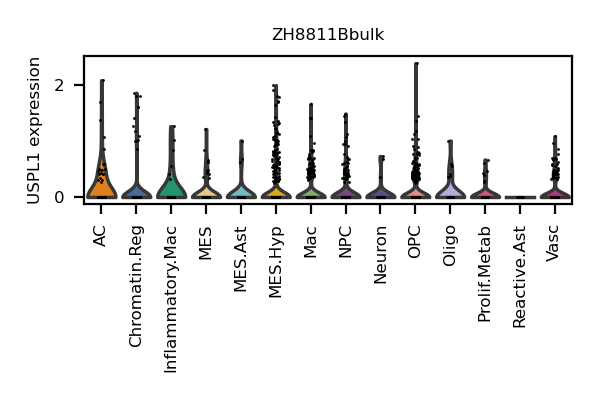 ZH8811Bbulk
USPL1 expression
2
0
AC
Chromatin.Reg
Inflammatory.Mac
MES
MES.Ast
MES.Hyp
Mac
NPC
Neuron
OPC
Oligo
Prolif.Metab
Reactive.Ast
Vasc